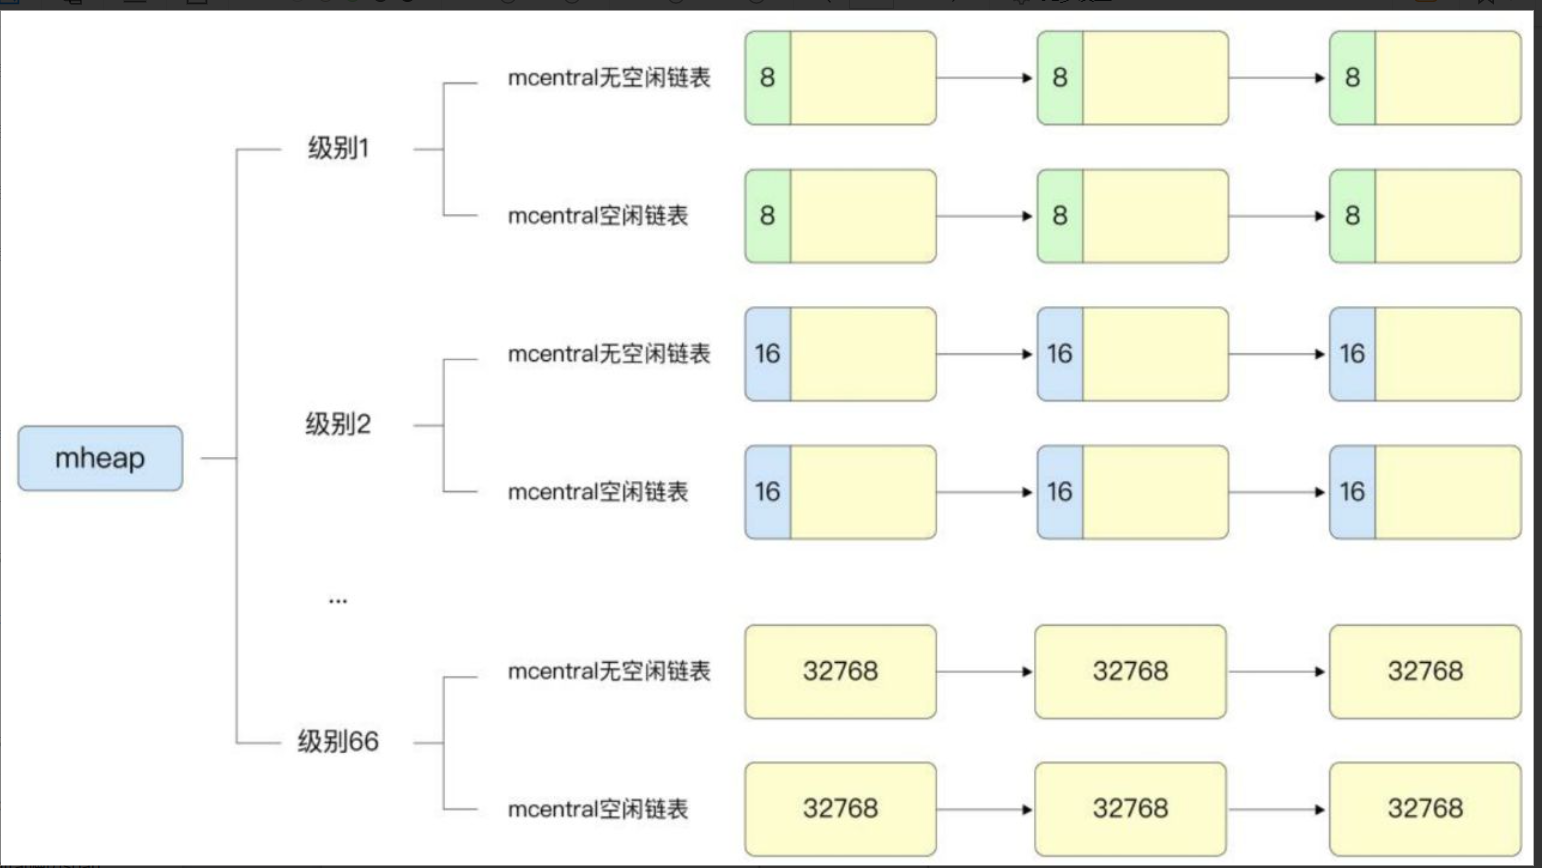 mcentral无空闲链表 8 8 8
级别1
mcentral空闲链表 8 8 8
mcentral无空闲链表 16 16 16
级别2
mheap
mcentral空闲链表 16 16 16
...
mcentral无空闲链表 32768 32768 32768
级别66
mcentral空闲链表 32768 32768 32768